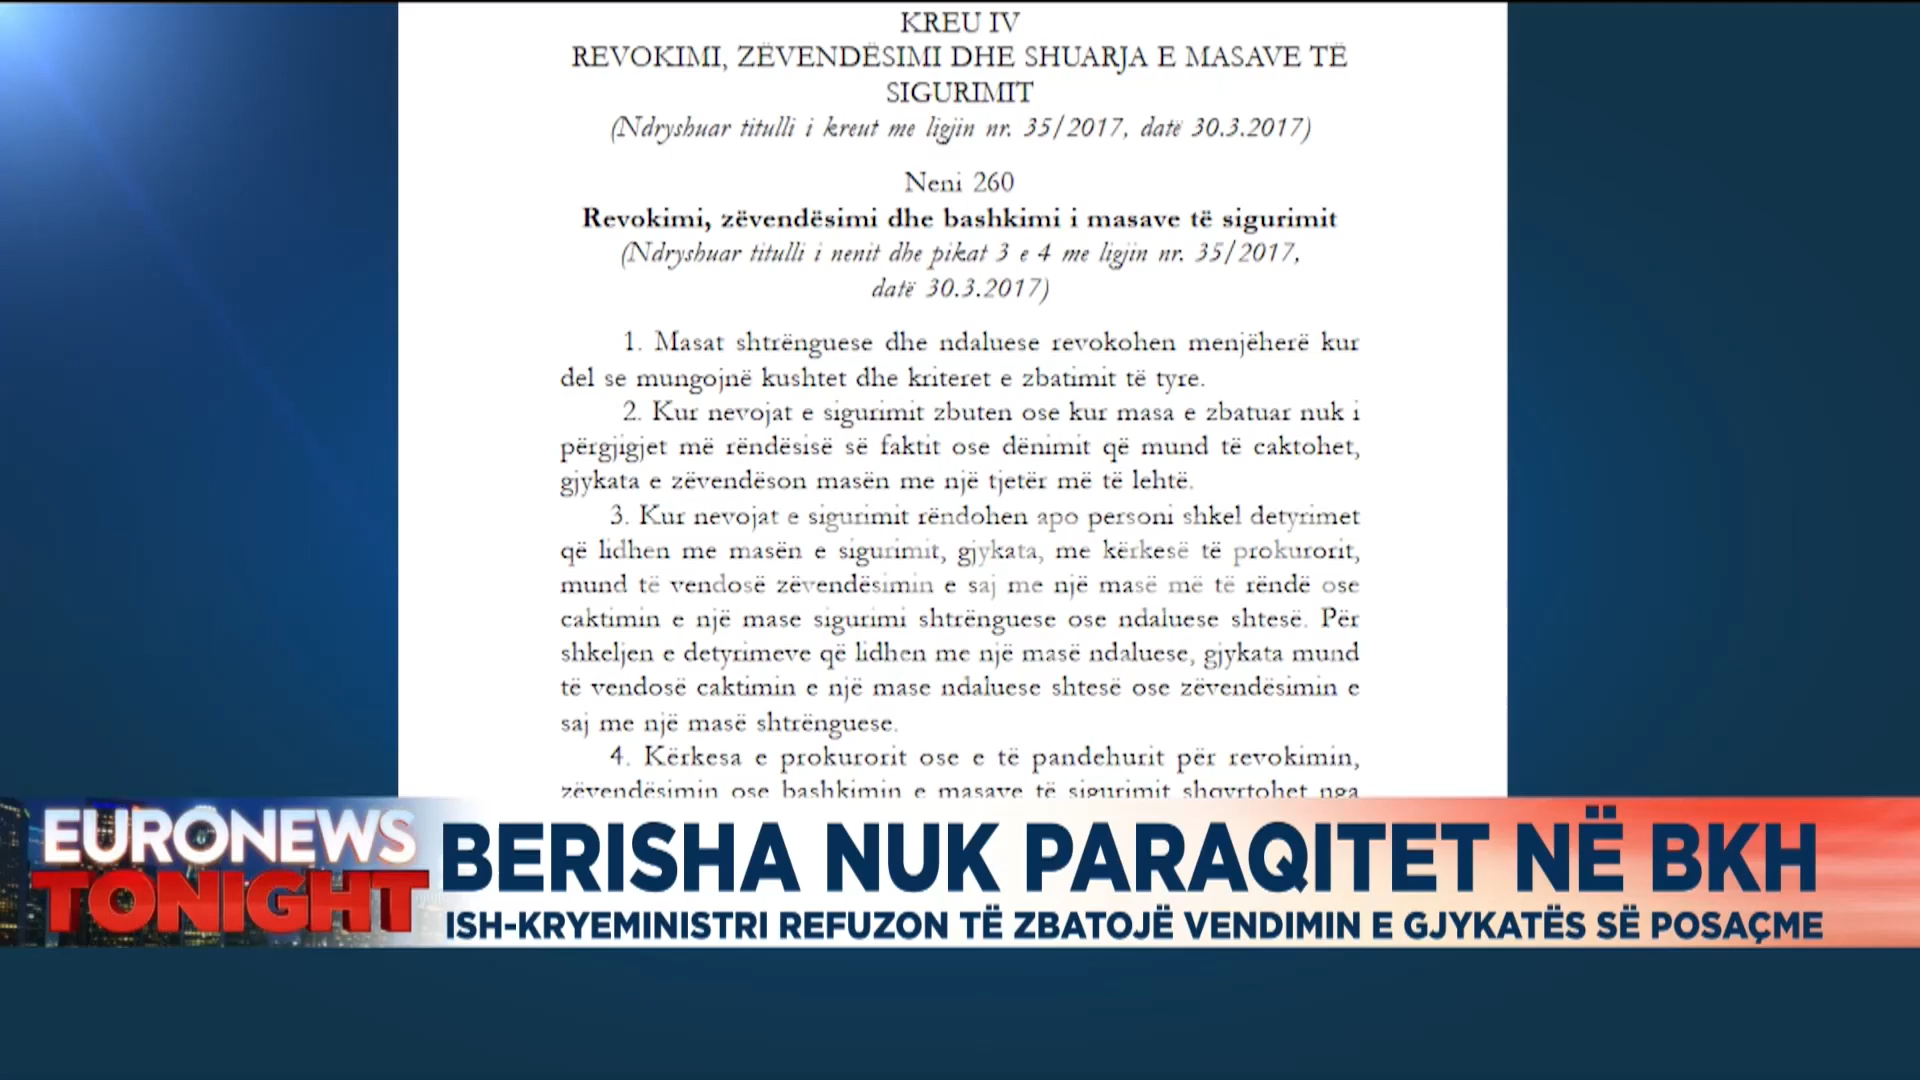 KREU IV
REVOKIMI, ZËVENDËSIMI DHE SHUARJA E MASAVE TË
SIGURIMIT
(Ndryshuar titulli i kreut me ligjin nr. 35/2017, datë 30.3.2017)
Neni 260
Revokimi, zëvendësimi dhe bashkimi i masave të sigurimit
(Ndryshuar titulli i nenit dhe pikat 3 e 4 me ligjin nr. 35/2017,
datë 30.3.2017)
1. Masat shtrënguese dhe ndaluese revokohen menjëherë kur
del se mungojnë kushtet dhe kriteret e zbatimit të tyre.
2. Kur nevojat e sigurimit zbuten ose kur masa e zbatuar nuk i
përgjigjet më rëndësisë së faktit ose dënimit që mund të caktohet,
gjykata e zëvendëson masën me një tjetër më të lehtë.
3. Kur nevojat e sigurimit rëndohen apo personi shkel detyrimet
që lidhen me masën e sigurimit, gjykata, me kërkesë të prokurorit,
mund të vendosë zëvendësimin e saj me një masë më të rëndë ose
caktimin e një mase sigurimi shtrënguese ose ndaluese shtesë. Për
shkeljen e detyrimeve që lidhen me një masë ndaluese, gjykata mund
të vendosë caktimin e një mase ndaluese shtesë ose zëvendësimin e
saj me një masë shtrënguese.
4. Kërkesa e prokurorit ose e të pandehurit për revokimin,
zëvendësimin ose bashkimin e masave të sigurimit shqyrtohet nga
EURONEWS
TONIGHT
BERISHA NUK PARAQITET NË BKH
ISH-KRYEMINISTRI REFUZON TË ZBATOJË VENDIMIN E GJYKATËS SË POSAÇME